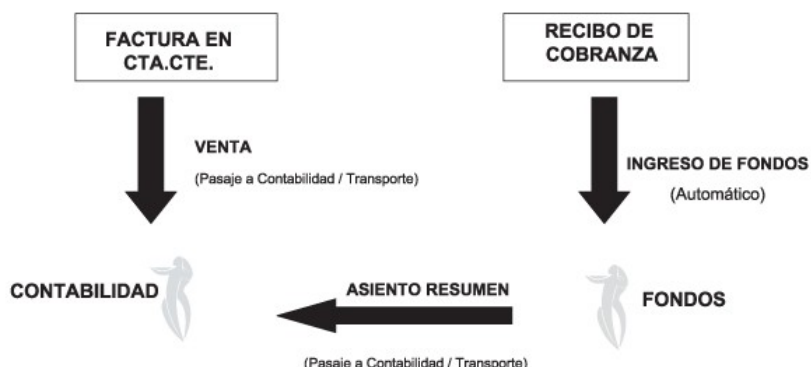 FACTURA EN
CTA.CTE.
RECIBO DE
COBRANZA
VENTA
(Pasaje a Contabilidad / Transporte)
INGRESO DE FONDOS
(Automático)
CONTABILIDAD
ASIENTO RESUMEN
FONDOS
(Pasaje a Contabilidad / Transporte)